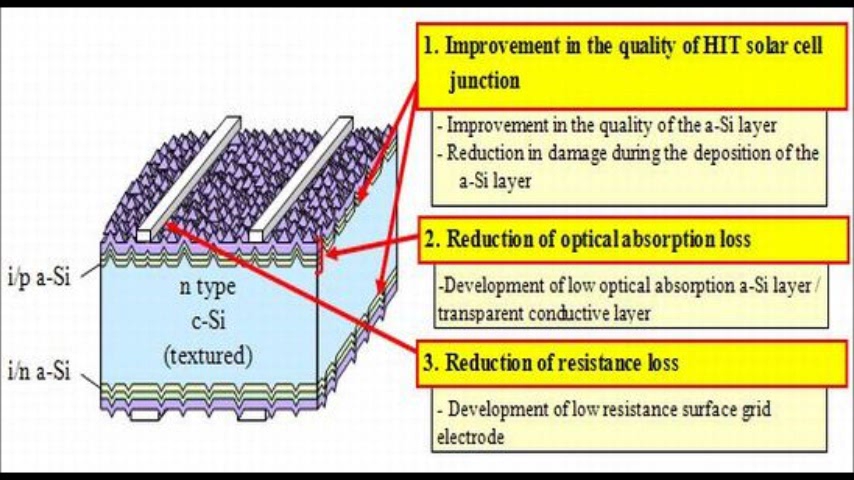 1. Improvement in the quality of HIT solar cell
junction
- Improvement in the quality of the a-Si layer
- Reduction in damage during the deposition of the
a-Si layer
2. Reduction of optical absorption loss
-Development of low optical absorption a-Si layer /
transparent conductive layer
3. Reduction of resistance loss
- Development of low resistance surface grid
electrode
i/p a-Si
n type
c-Si
(textured)
i/n a-Si